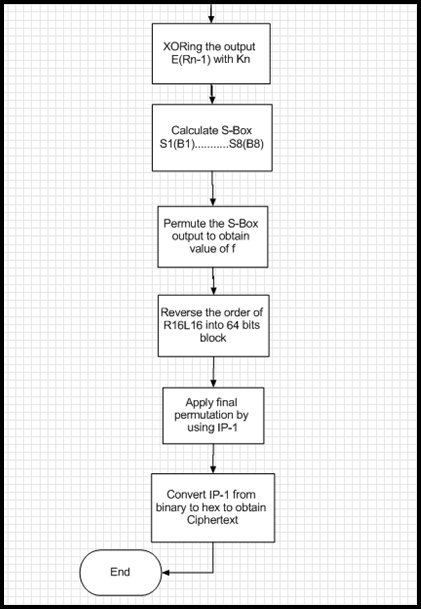 XORing the output
E(Rn-1) with Kn
Calculate S-Box
S1(B1)...........S8(B8)
Permute the S-Box
output to obtain
value of f
Reverse the order of
R16L16 into 64 bits
block
Apply final
permutation by
using IP-1
Convert IP-1 from
binary to hex to obtain
Ciphertext
End